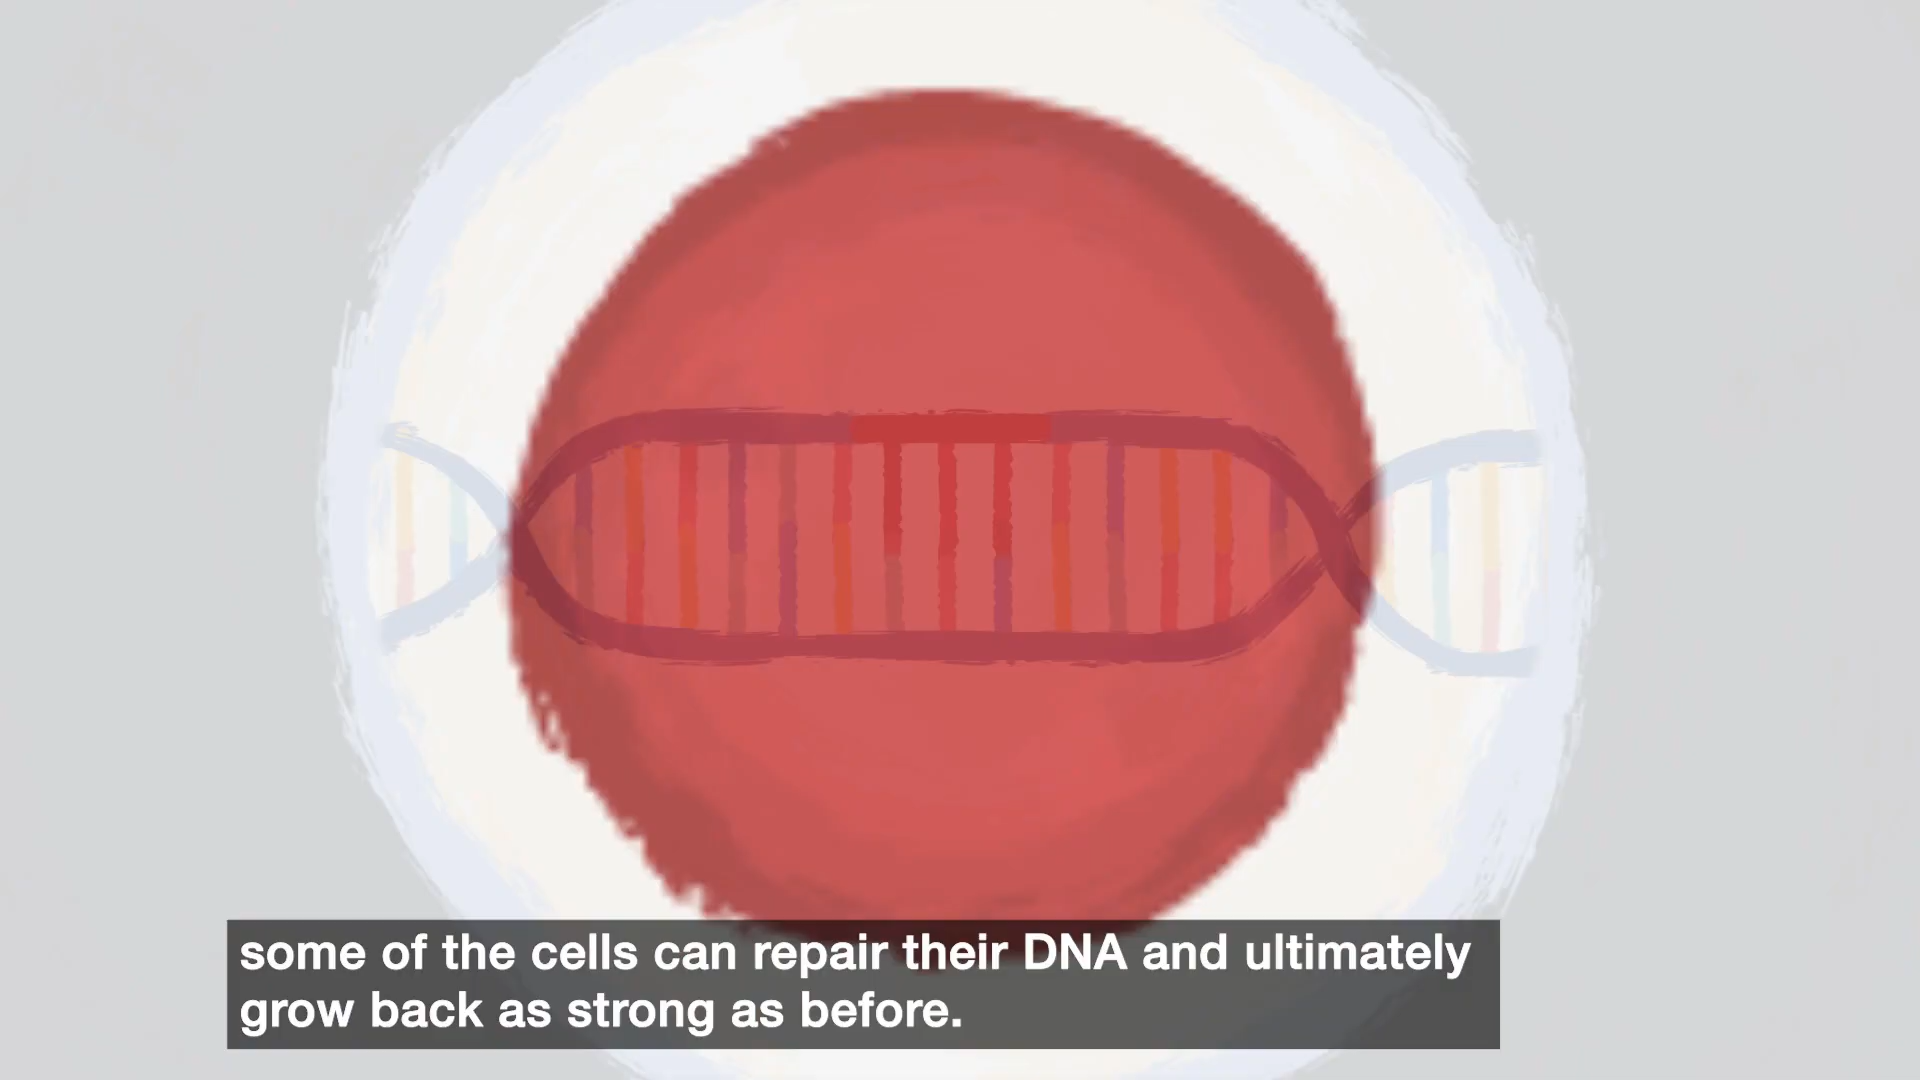 some of the cells can repair their DNA and ultimately
grow back as strong as before.